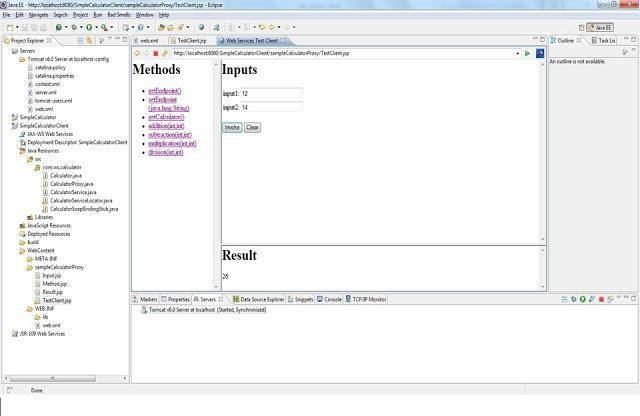 Java EE - http://localhost:8080/SimpleCalculatorClient/sampleCalculatorProxy/TestClient.jsp - Eclipse
File Edit Navigate Search Project Run Bad Smells Window Help
Java EE
Project Explorer
Servers
Tomcat v6.0 Server at localhost-config
catalina.policy
catalina.properties
context.xml
server.xml
tomcat-users.xml
web.xml
SimpleCalculator
SimpleCalculatorClient
JAX-WS Web Services
Deployment Descriptor: SimpleCalculatorClient
Java Resources
src
com.ws.calculator
Calculator.java
CalculatorProxy.java
CalculatorService.java
CalculatorServiceLocator.java
CalculatorSoapBindingStub.java
Libraries
JavaScript Resources
Deployed Resources
build
WebContent
META-INF
sampleCalculatorProxy
Input.jsp
Method.jsp
Result.jsp
TestClient.jsp
WEB-INF
lib
web.xml
JSR-109 Web Services
web.xml
TestClient.jsp
Web Services Test Client
http://localhost:8080/SimpleCalculatorClient/sampleCalculatorProxy/TestClient.jsp
Methods
getEndpoint()
setEndpoint
(java.lang.String)
getCalculator()
addition(int,int)
subtraction(int,int)
multiplication(int,int)
division(int,int)
Inputs
input1: 12
input2: 14
Invoke Clear
Result
26
Outline
Task Lis
An outline is not available.
Markers Properties Servers Data Source Explorer Snippets Console TCP/IP Monitor
Tomcat v6.0 Server at localhost [Started, Synchronized]
Done